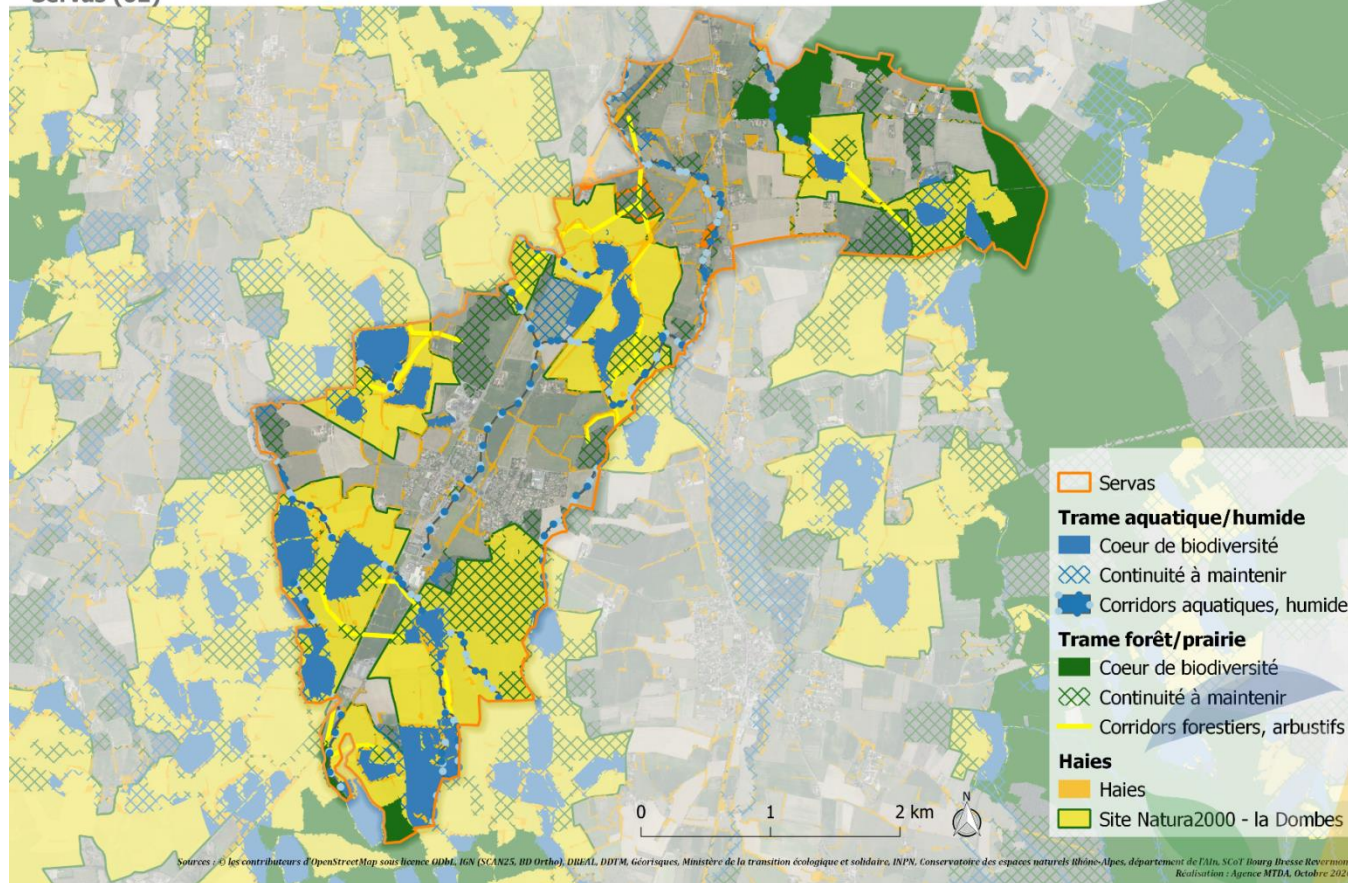 Servas
Trame aquatique/humide
Coeur de biodiversité
Continuité à maintenir
Corridors aquatiques, humide
Trame forêt/prairie
Coeur de biodiversité
Continuité à maintenir
Corridors forestiers, arbustifs
Haies
Haies
Site Natura2000 - la Dombes
0 1 2 km
N
Sources : © les contributeurs d'OpenStreetMap sous licence ODbL, IGN (SCAN25, BD Ortho), DREAL, DDTM, Géorisques, Ministère de la transition écologique et solidaire, INPN, Conservatoire des espaces naturels Rhône-Alpes, département de l'Ain, SCoT Bourg Bresse Revermon
Réalisation : Agence MTDA, Octobre 202